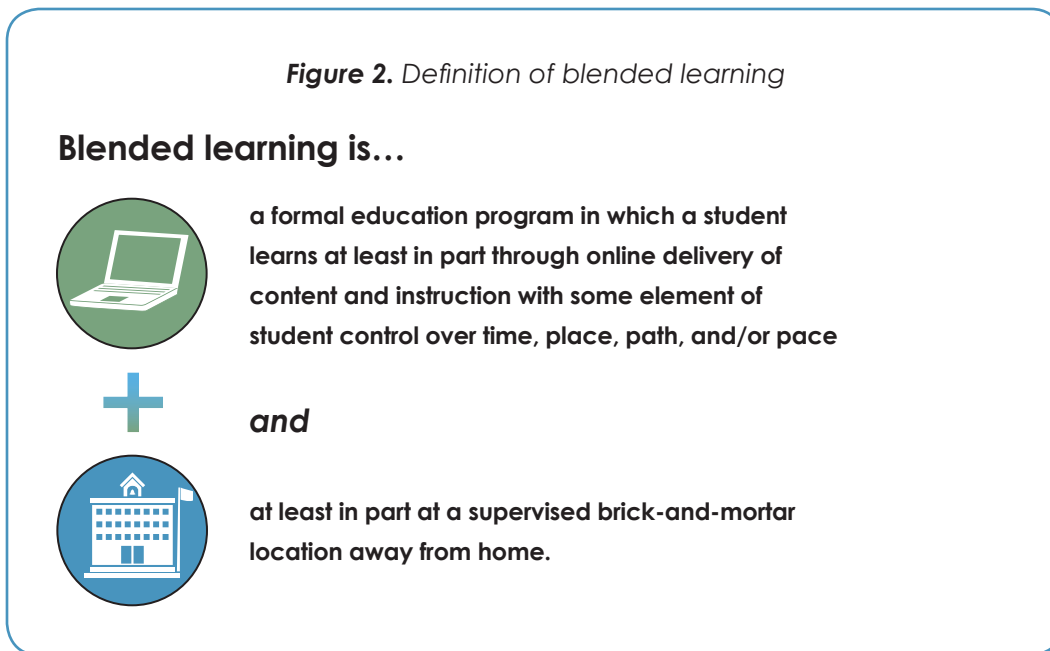 Figure 2. Definition of blended learning
Blended learning is…
a formal education program in which a student
learns at least in part through online delivery of
content and instruction with some element of
student control over time, place, path, and/or pace
and
at least in part at a supervised brick-and-mortar
location away from home.